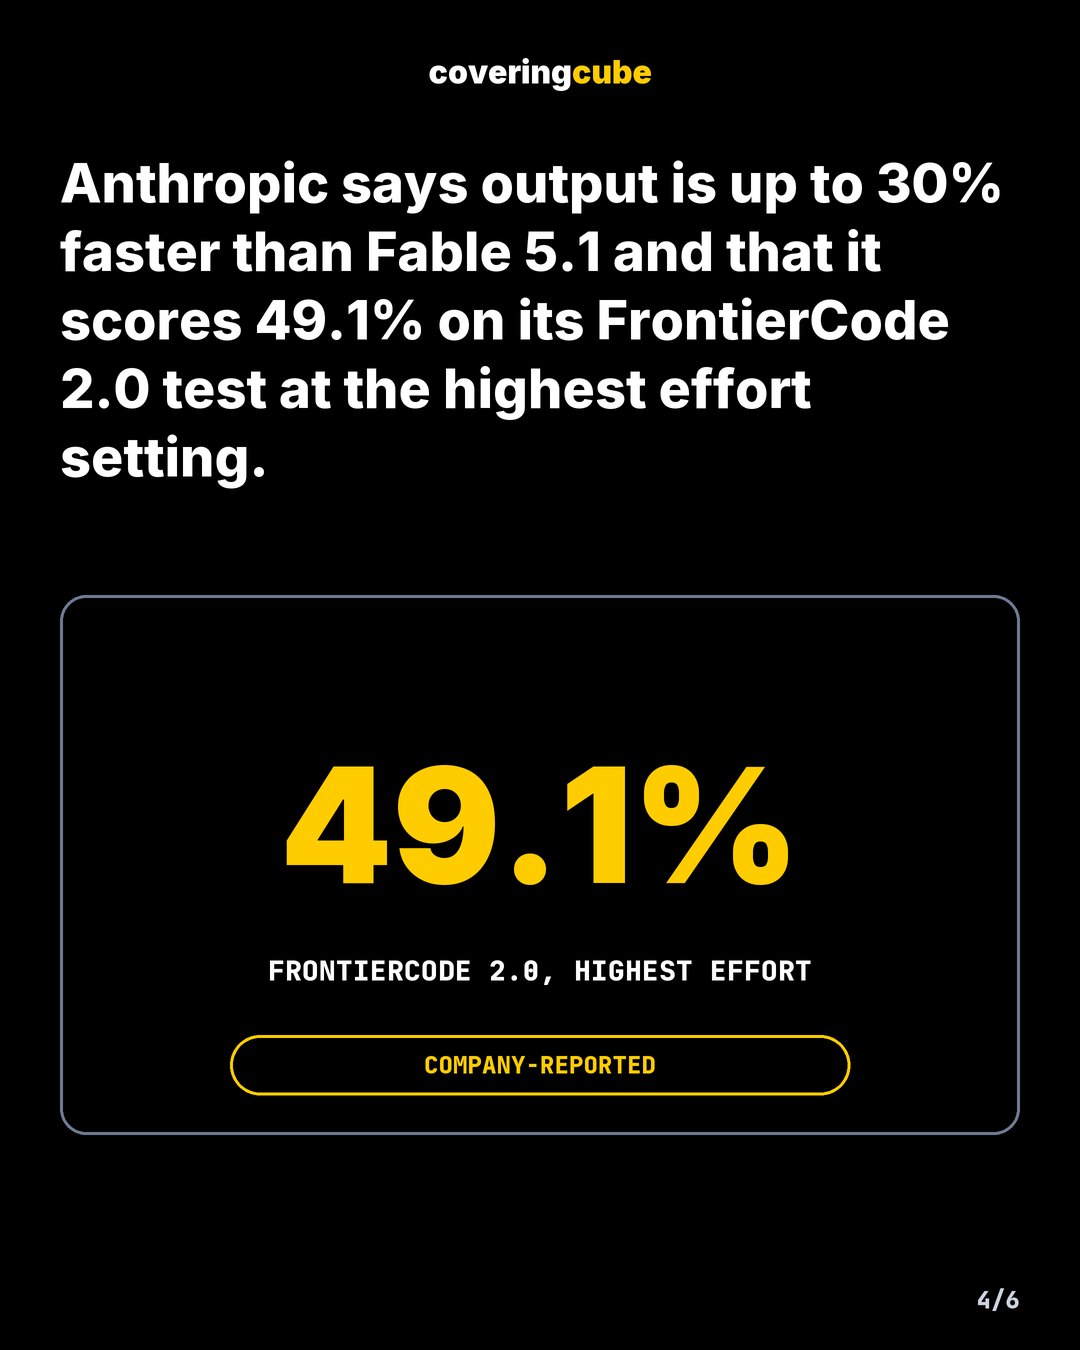 coveringcube
Anthropic says output is up to 30%
faster than Fable 5.1 and that it
scores 49.1% on its FrontierCode
2.0 test at the highest effort
setting.
49.1%
FRONTIERCODE 2.0, HIGHEST EFFORT
COMPANY-REPORTED
4/6